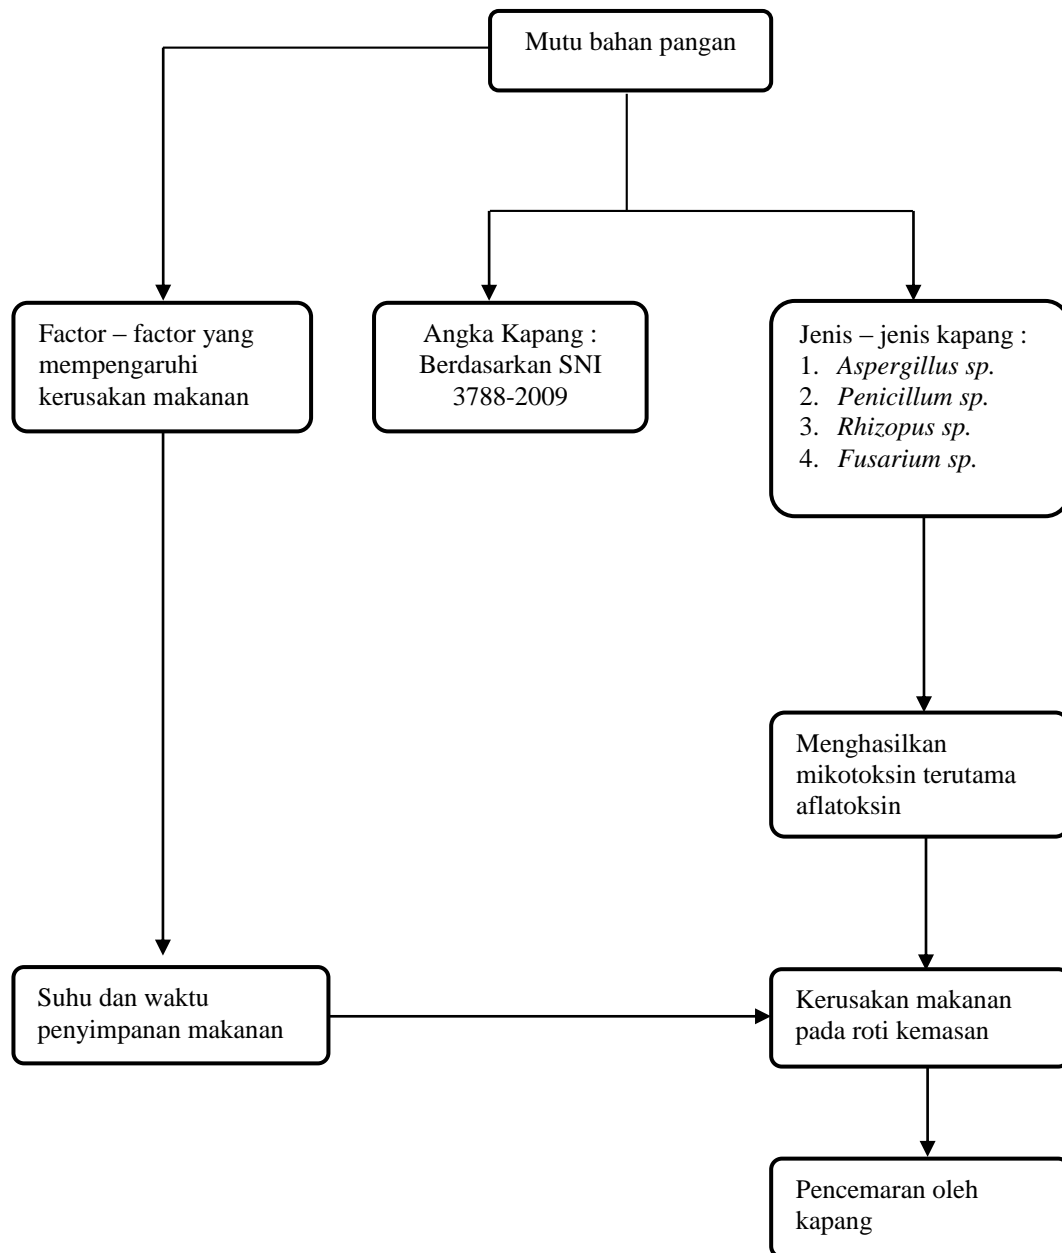 Mutu bahan pangan
Factor – factor yang
mempengaruhi
kerusakan makanan
Angka Kapang :
Berdasarkan SNI
3788-2009
Jenis – jenis kapang :
1. Aspergillus sp.
2. Penicillum sp.
3. Rhizopus sp.
4. Fusarium sp.
Menghasilkan
mikotoksin terutama
aflatoksin
Suhu dan waktu
penyimpanan makanan
Kerusakan makanan
pada roti kemasan
Pencemaran oleh
kapang